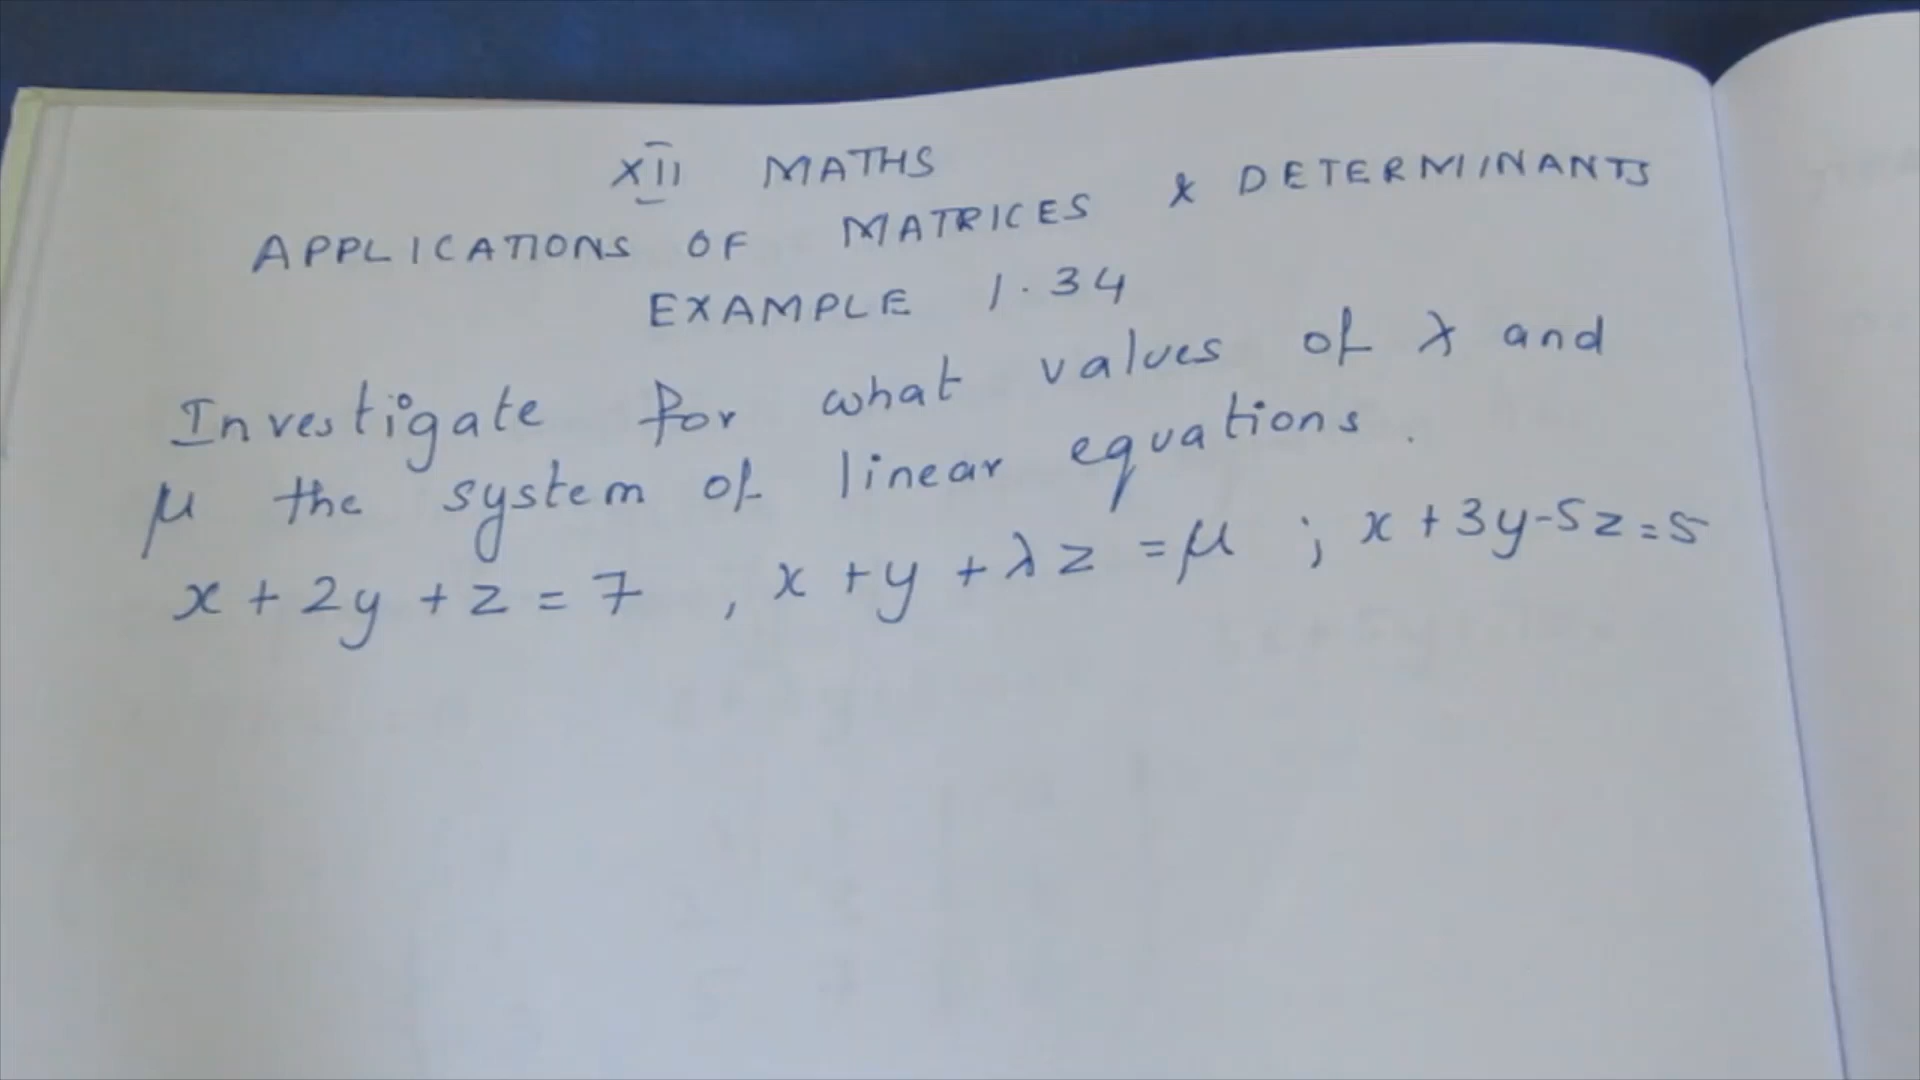 XII MATHS
APPLICATIONS OF MATRICES & DETERMINANTS
EXAMPLE 1.34
Investigate for what values of λ and
μ the system of linear equations.
x + 2y + z = 7 , x + y + λz = μ ; x + 3y - 5z = 5